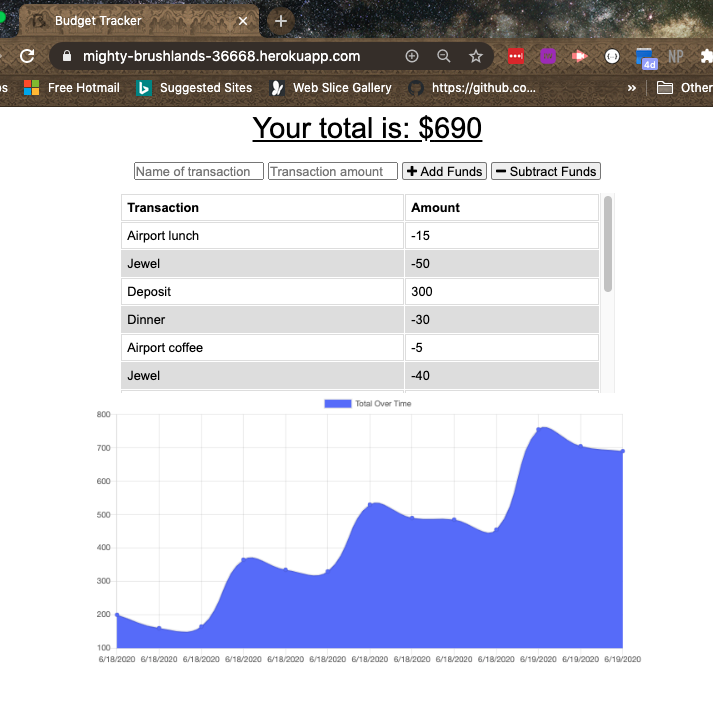 Budget Tracker
mighty-brushlands-36668.herokuapp.com
4d
NP
Free Hotmail
Suggested Sites
Web Slice Gallery
https://github.co...
»
Other
Your total is: $690
Name of transaction Transaction amount + Add Funds − Subtract Funds
Transaction Amount
Airport lunch -15
Jewel -50
Deposit 300
Dinner -30
Airport coffee -5
Jewel -40
Total Over Time
800
700
600
500
400
300
200
100
6/18/2020 6/18/2020 6/18/2020 6/18/2020 6/18/2020 6/18/2020 6/18/2020 6/18/2020 6/18/2020 6/18/2020 6/19/2020 6/19/2020 6/19/2020